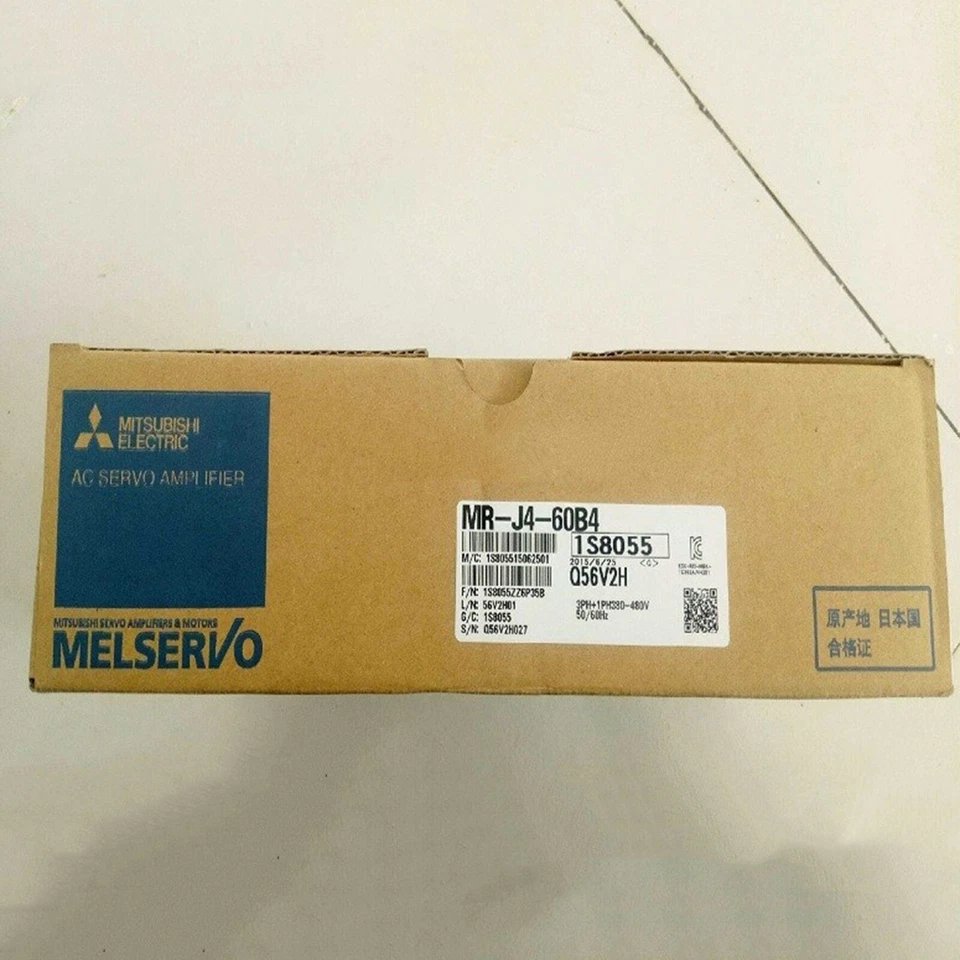 MITSUBISHI
ELECTRIC
AC SERVO AMPLIFIER
MITSUBISHI SERVO AMPLIFIERS & MOTORS
MELSERVO
MR-J4-60B4
1S8055
M/C: 1S805515062501
2015/6/25 <G>
Q56V2H
F/N: 1S8055ZZ6P35B
L/N: 56V2H01
G/C: 1S8055
S/N: Q56V2H027
3PH+1PH380-480V
50/60Hz
原产地 日本国
合格证